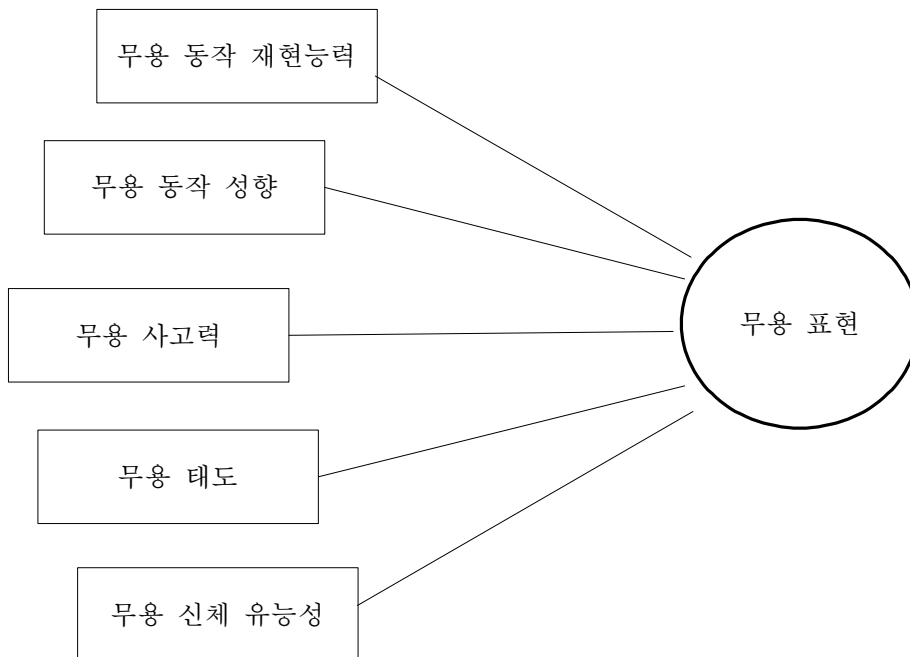 무용 동작 재현능력
무용 동작 성향
무용 사고력
무용 표현
무용 태도
무용 신체 유능성